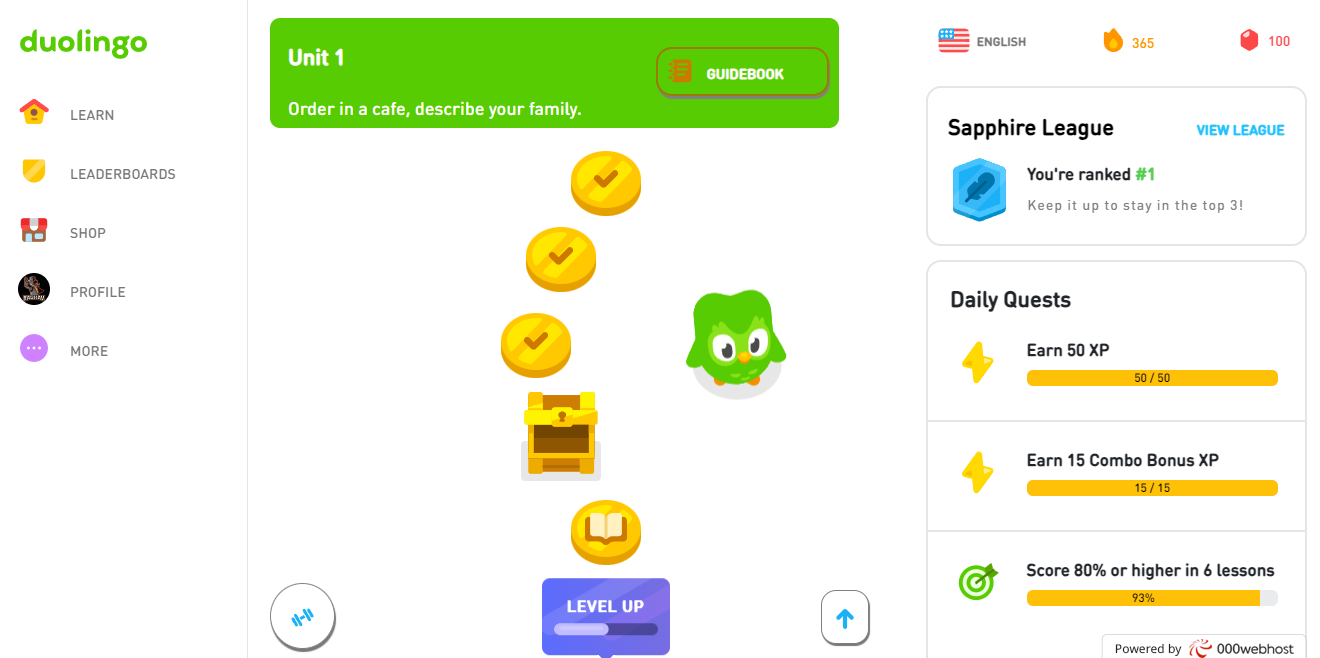 duolingo
LEARN
LEADERBOARDS
SHOP
PROFILE
MORE
Unit 1
GUIDEBOOK
Order in a cafe, describe your family.
LEVEL UP
ENGLISH
365
100
Sapphire League
VIEW LEAGUE
You're ranked #1
Keep it up to stay in the top 3!
Daily Quests
Earn 50 XP
50 / 50
Earn 15 Combo Bonus XP
15 / 15
Score 80% or higher in 6 lessons
93%
Powered by 000webhost